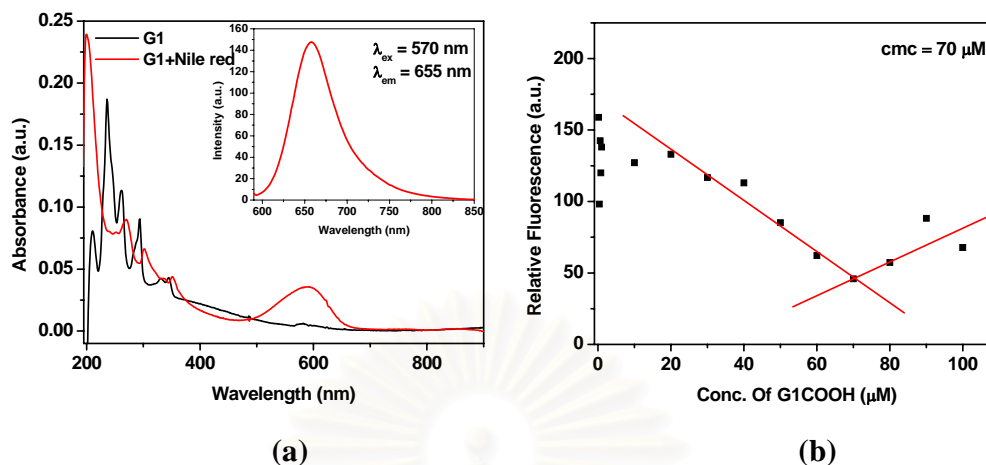 G1
G1+Nile red
λex = 570 nm
λem = 655 nm
Intensity (a.u.)
160
140
120
100
80
60
40
20
0
600 650 700 750 800 850
Wavelength (nm)
Absorbance (a.u.)
0.25
0.20
0.15
0.10
0.05
0.00
200 400 600 800
Wavelength (nm)
(a)
cmc = 70 μM
Relative Fluorescence (a.u.)
200
150
100
50
0
0 20 40 60 80 100
Conc. Of G1COOH (μM)
(b)